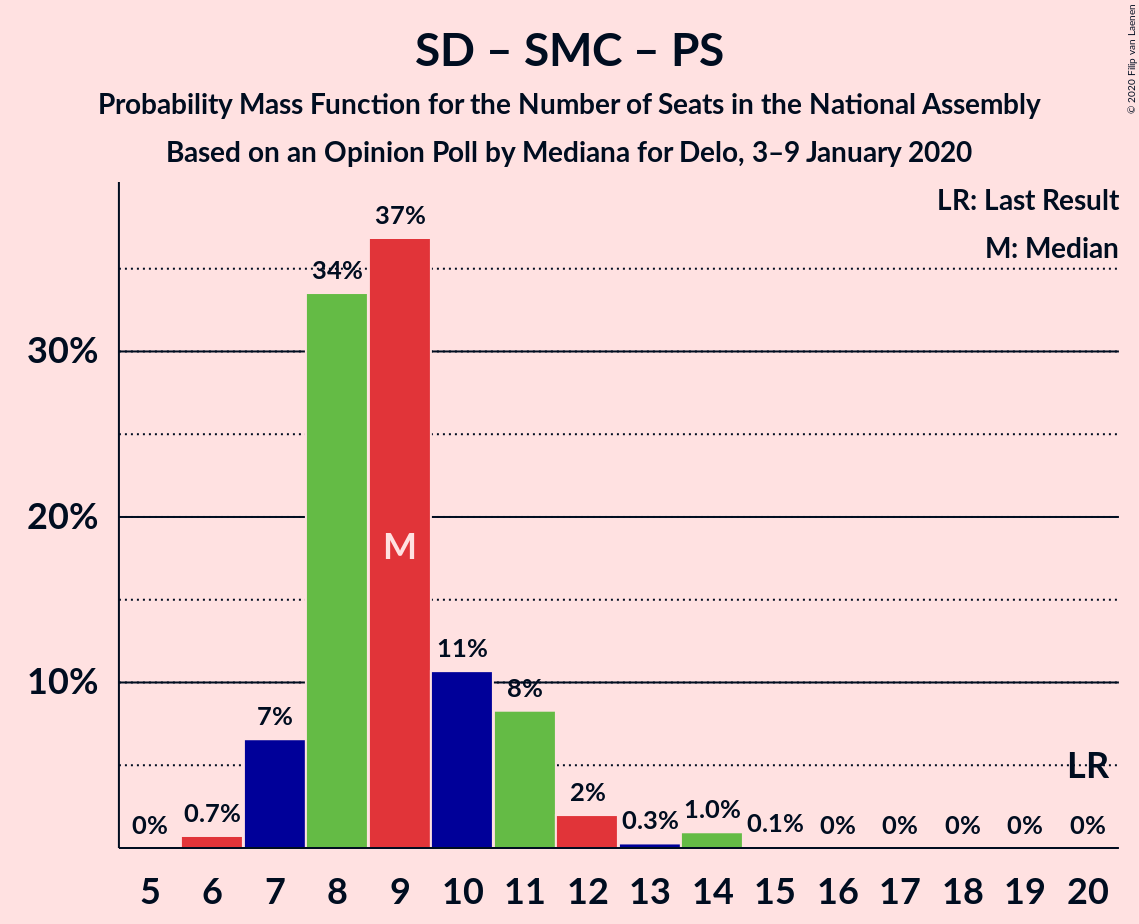 SD – SMC – PS
Probability Mass Function for the Number of Seats in the National Assembly
Based on an Opinion Poll by Mediana for Delo, 3–9 January 2020
© 2020 Filip van Laenen
LR: Last Result
M: Median
37%
34%
30%
20%
M
11%
10%
8%
7%
LR
2%
0% 0.7% 0.3% 1.0% 0.1% 0% 0% 0% 0% 0%
5 6 7 8 9 10 11 12 13 14 15 16 17 18 19 20